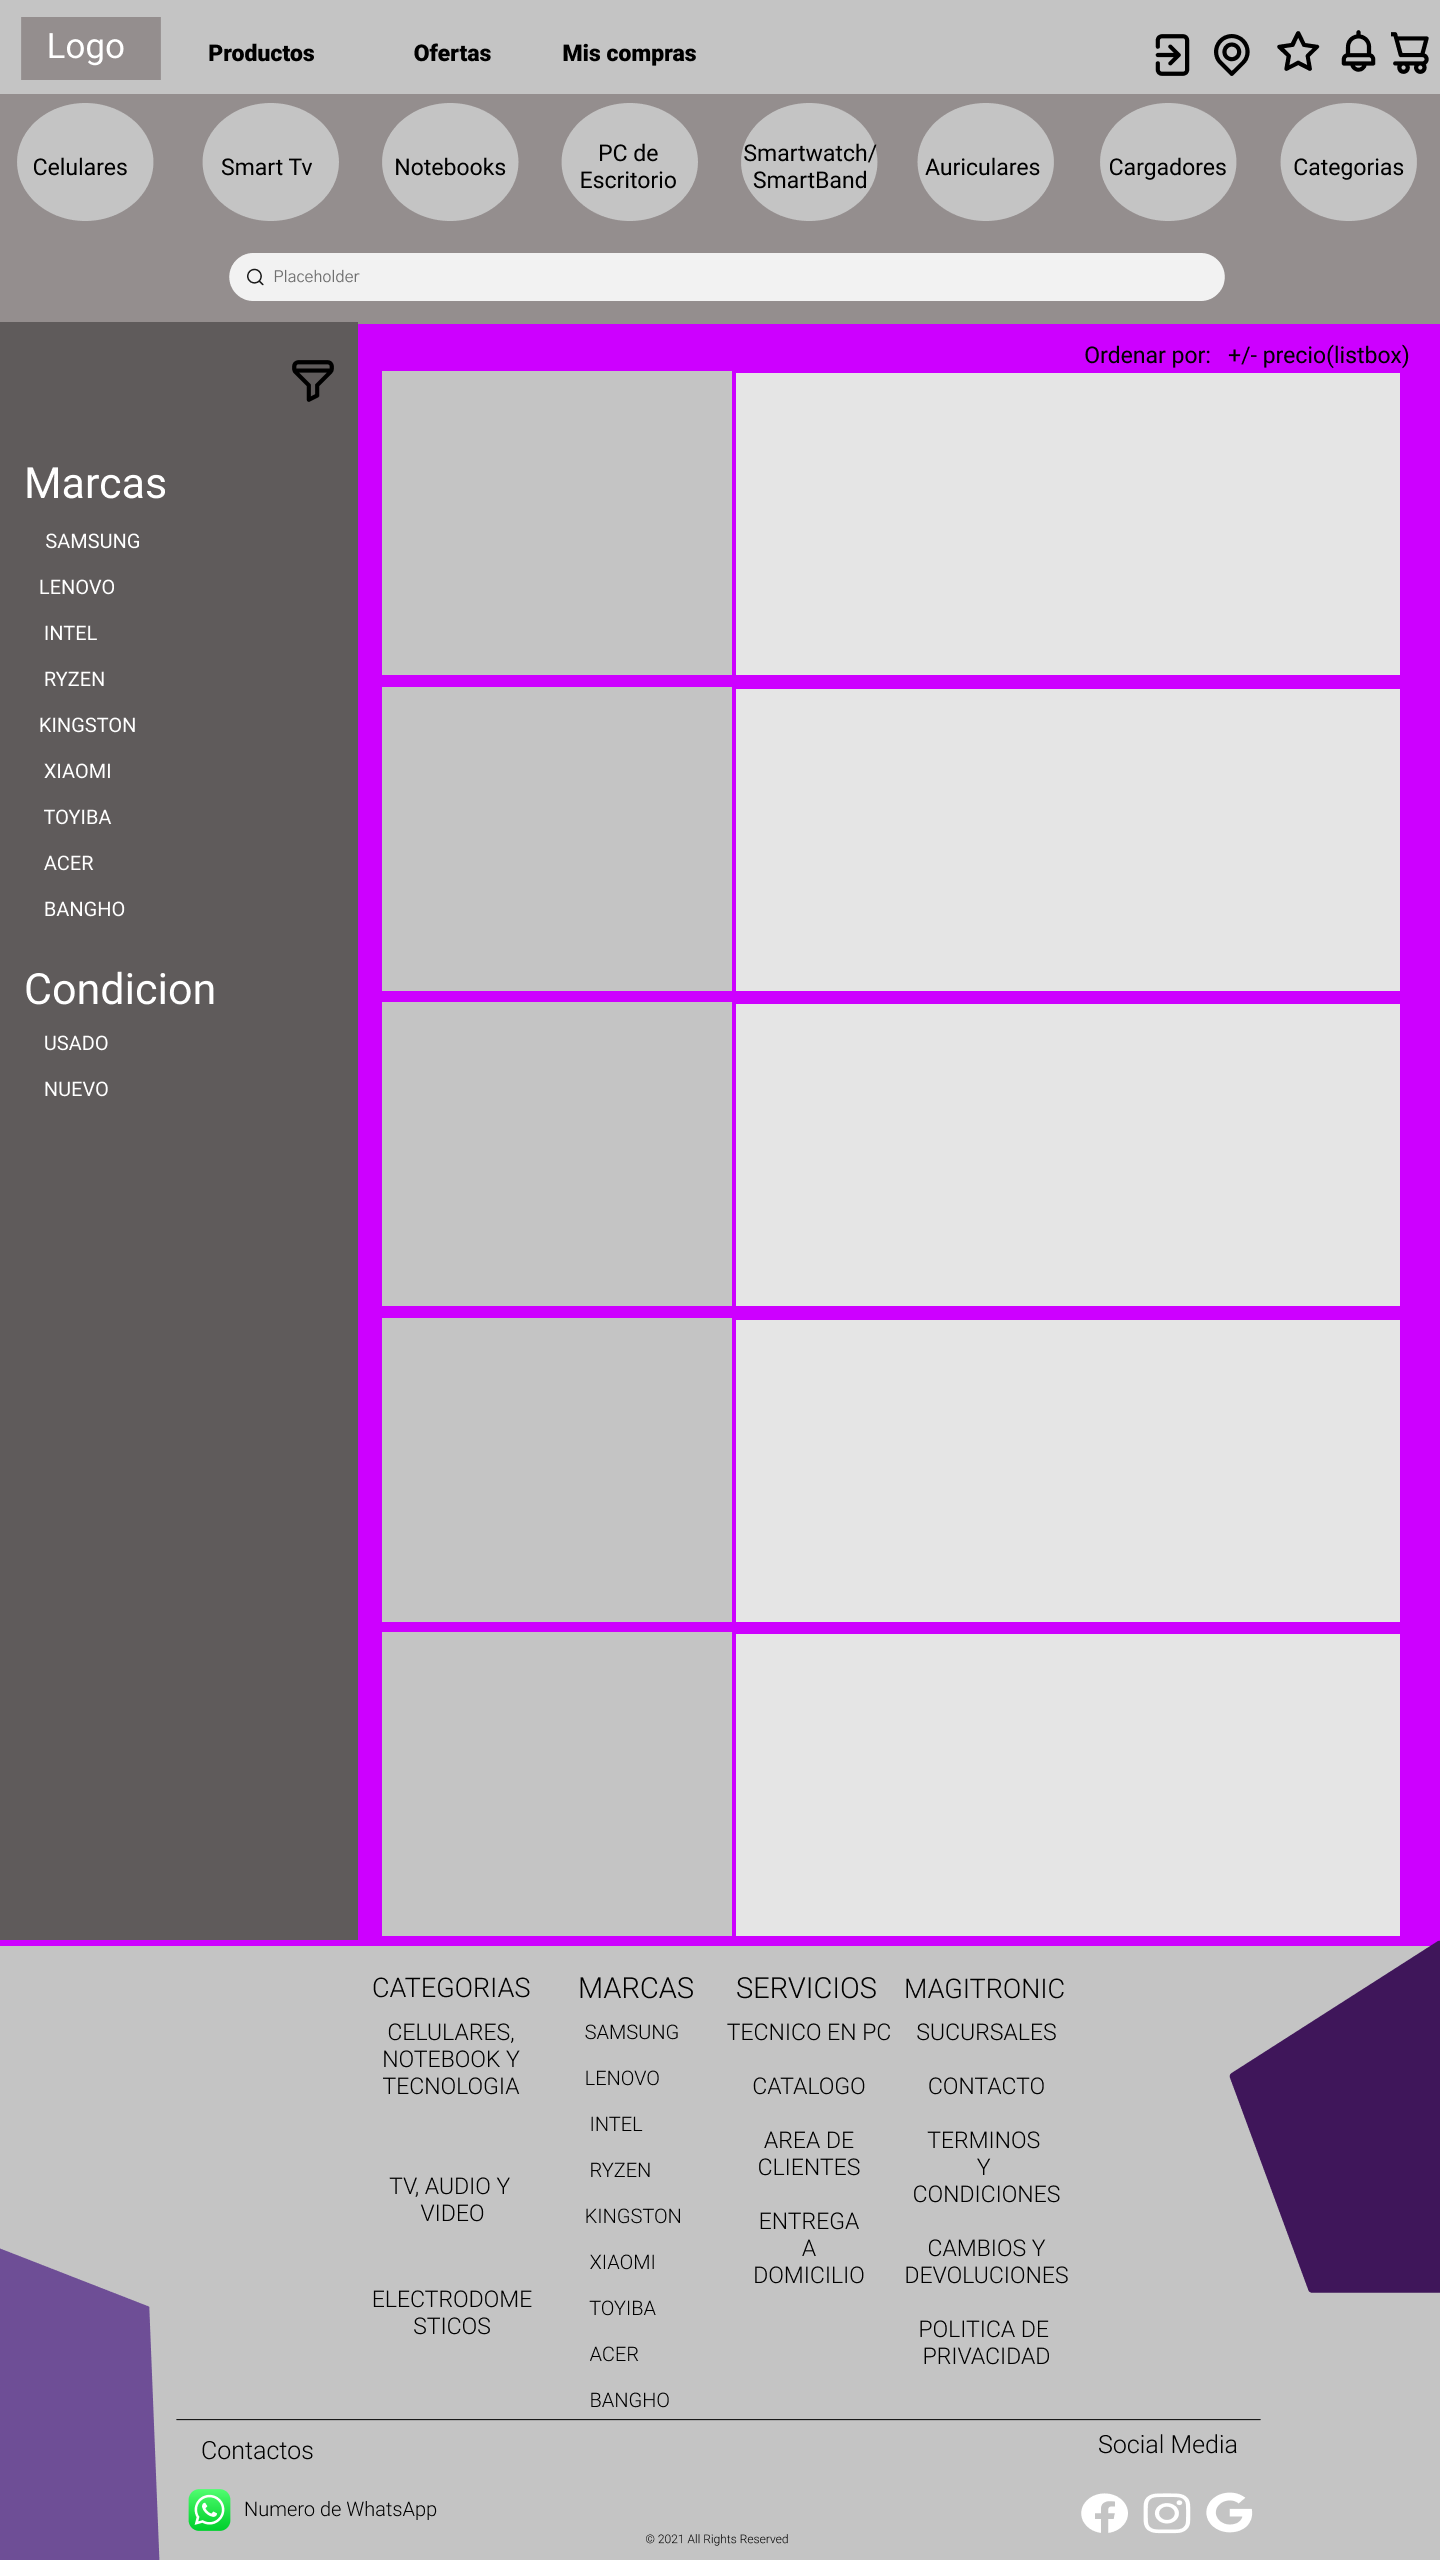 Logo
Productos
Ofertas
Mis compras
Celulares
Smart Tv
Notebooks
PC de
Escritorio
Smartwatch/
SmartBand
Auriculares
Cargadores
Categorias
Placeholder
Ordenar por: +/- precio(listbox)
Marcas
SAMSUNG
LENOVO
INTEL
RYZEN
KINGSTON
XIAOMI
TOYIBA
ACER
BANGHO
Condicion
USADO
NUEVO
CATEGORIAS
CELULARES,
NOTEBOOK Y
TECNOLOGIA
TV, AUDIO Y
VIDEO
ELECTRODOME
STICOS
MARCAS
SAMSUNG
LENOVO
INTEL
RYZEN
KINGSTON
XIAOMI
TOYIBA
ACER
BANGHO
SERVICIOS
TECNICO EN PC
CATALOGO
AREA DE
CLIENTES
ENTREGA
A
DOMICILIO
MAGITRONIC
SUCURSALES
CONTACTO
TERMINOS
Y
CONDICIONES
CAMBIOS Y
DEVOLUCIONES
POLITICA DE
PRIVACIDAD
Contactos
Numero de WhatsApp
Social Media
© 2021 All Rights Reserved